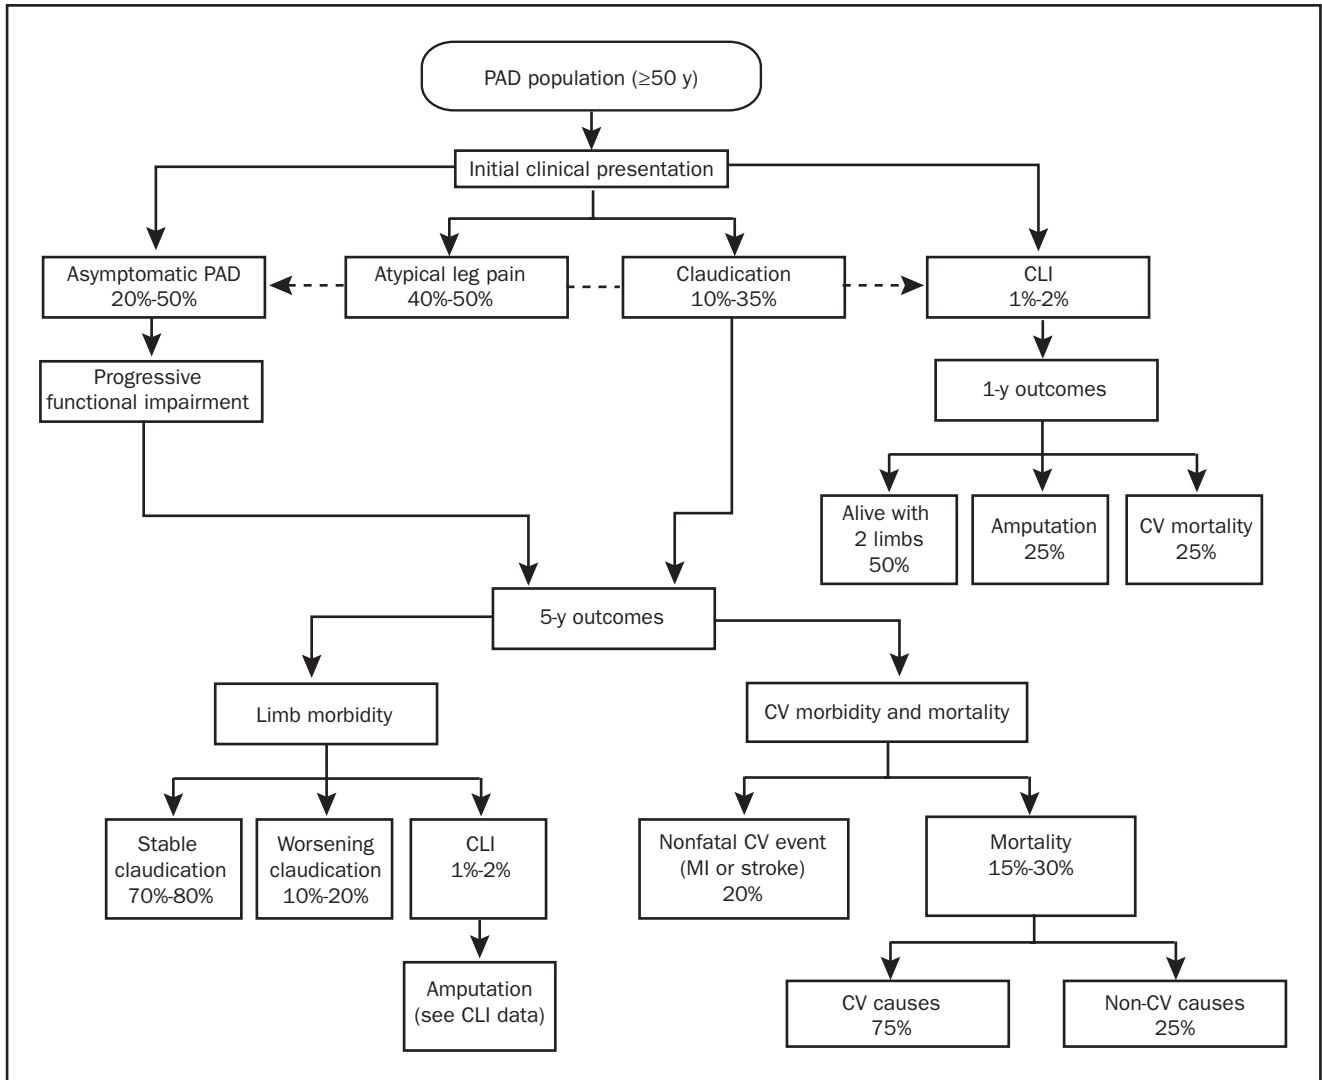 PAD population (≥50 y)
Initial clinical presentation
Asymptomatic PAD
20%-50%
Atypical leg pain
40%-50%
Claudication
10%-35%
CLI
1%-2%
Progressive
functional impairment
1-y outcomes
Alive with
2 limbs
50%
Amputation
25%
CV mortality
25%
5-y outcomes
Limb morbidity
CV morbidity and mortality
Stable
claudication
70%-80%
Worsening
claudication
10%-20%
CLI
1%-2%
Nonfatal CV event
(MI or stroke)
20%
Mortality
15%-30%
Amputation
(see CLI data)
CV causes
75%
Non-CV causes
25%